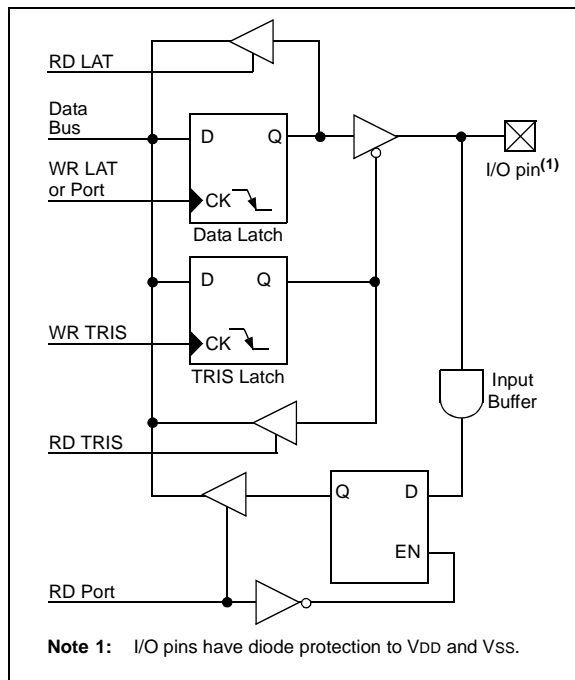 RD LAT
Data
Bus
D Q
I/O pin(1)
WR LAT
or Port
CK
Data Latch
D Q
WR TRIS
CK
TRIS Latch
Input
Buffer
RD TRIS
Q D
EN
RD Port
Note 1: I/O pins have diode protection to VDD and VSS.